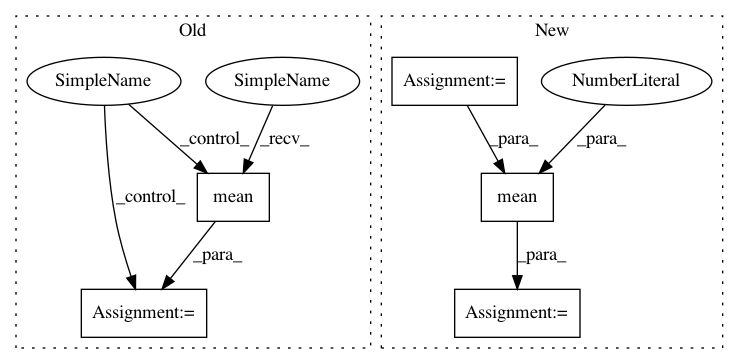 Old
New
SimpleName
SimpleName
Assignment:=
NumberLiteral
_control_
_recv_
_para_
_para_
_control_
mean
mean
_para_
_para_
Assignment:=
Assignment:=